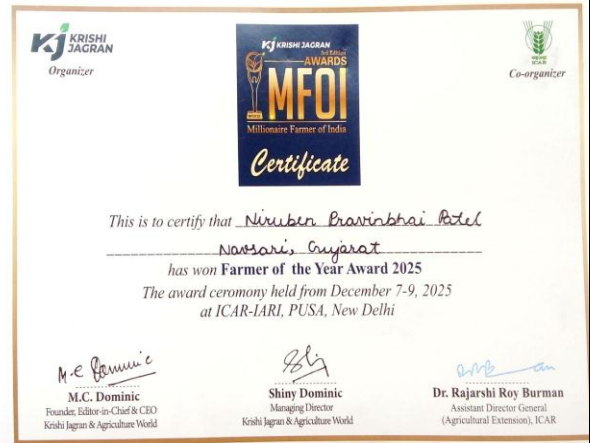 KJ KRISHI JAGRAN
Organizer
KJ KRISHI JAGRAN
3rd Edition
AWARDS
MFOI
Millionaire Farmer of India
Certificate
ICAR
Co-organizer
This is to certify that Niruben Pravinbhai Patel
Navsari, Gujarat
has won Farmer of the Year Award 2025
The award ceromony held from December 7-9, 2025
at ICAR-IARI, PUSA, New Delhi
M.C Dominic
M.C. Dominic
Founder, Editor-in-Chief & CEO
Krishi Jagran & Agriculture World
Shiny Dominic
Managing Director
Krishi Jagran & Agriculture World
Dr. Rajarshi Roy Burman
Assistant Director General
(Agricultural Extension), ICAR